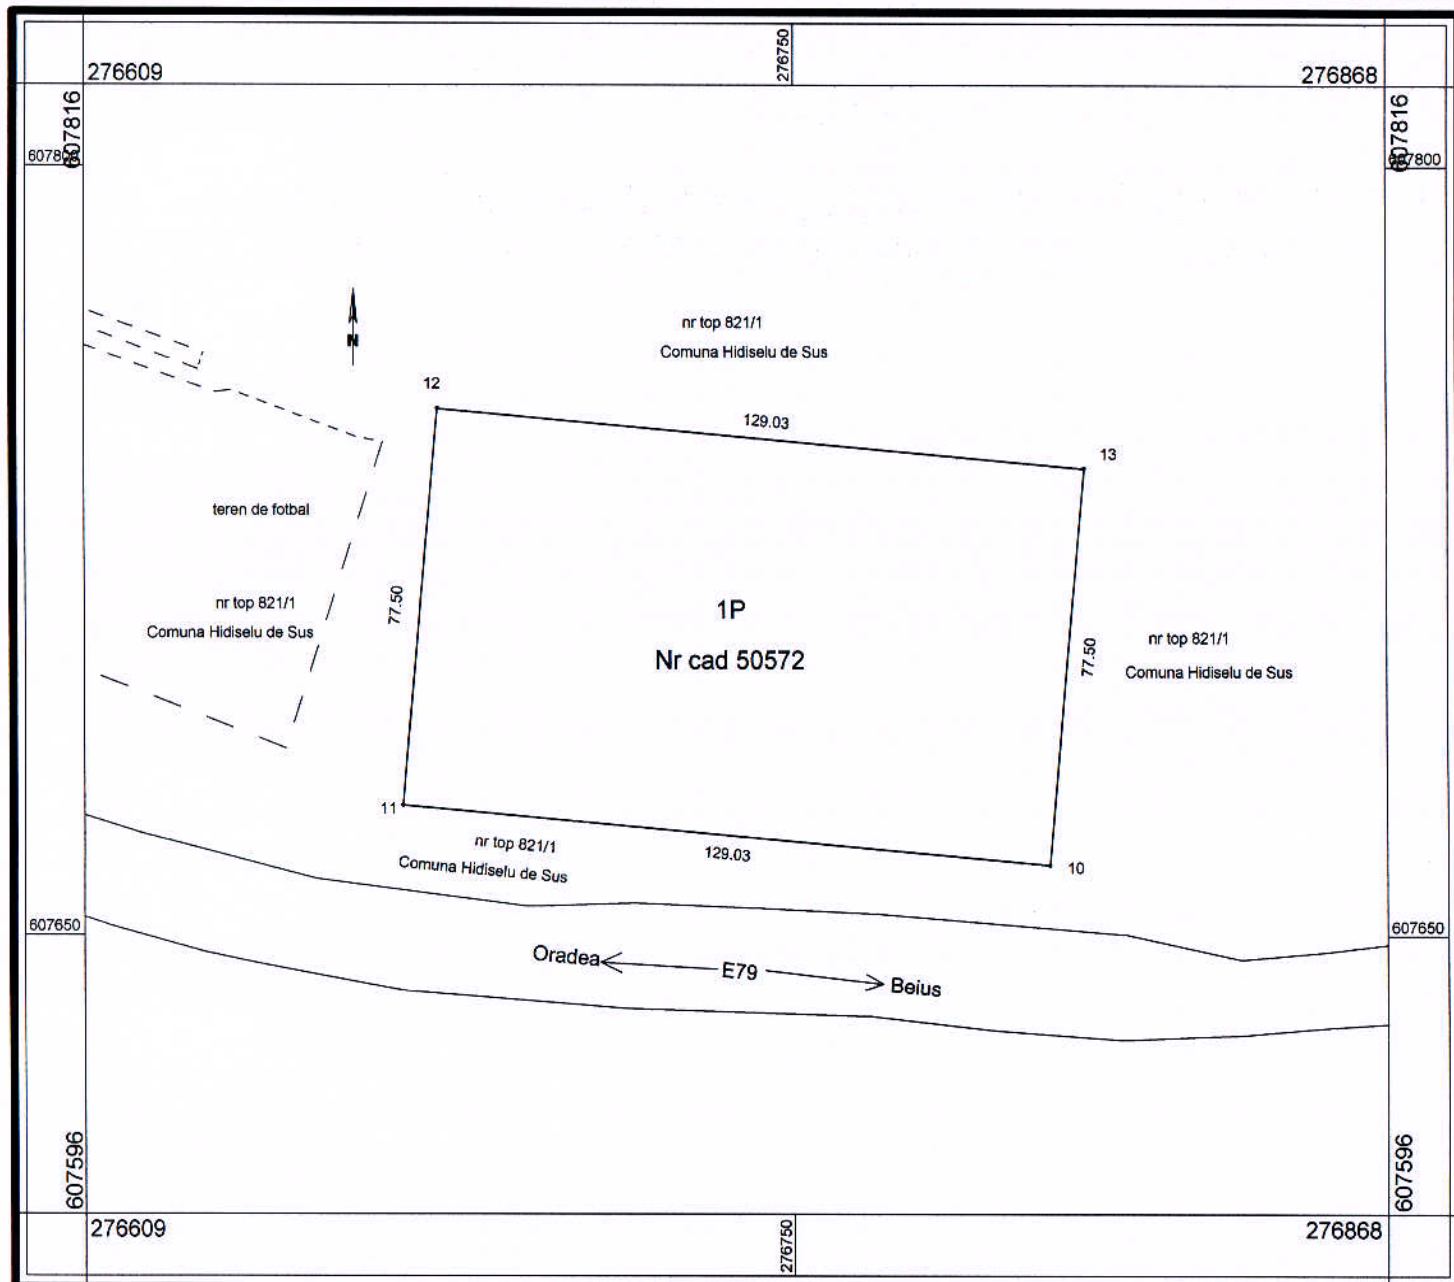 276750
276609
276868
607816
607816
607800
607800
nr top 821/1
Comuna Hidiselu de Sus
N
12
129.03
13
teren de fotbal
nr top 821/1
Comuna Hidiselu de Sus
77.50
1P
Nr cad 50572
77.50
nr top 821/1
Comuna Hidiselu de Sus
11
nr top 821/1
Comuna Hidiselu de Sus
129.03
10
607650
607650
Oradea
E79
Beius
607596
607596
276609
276868
276750